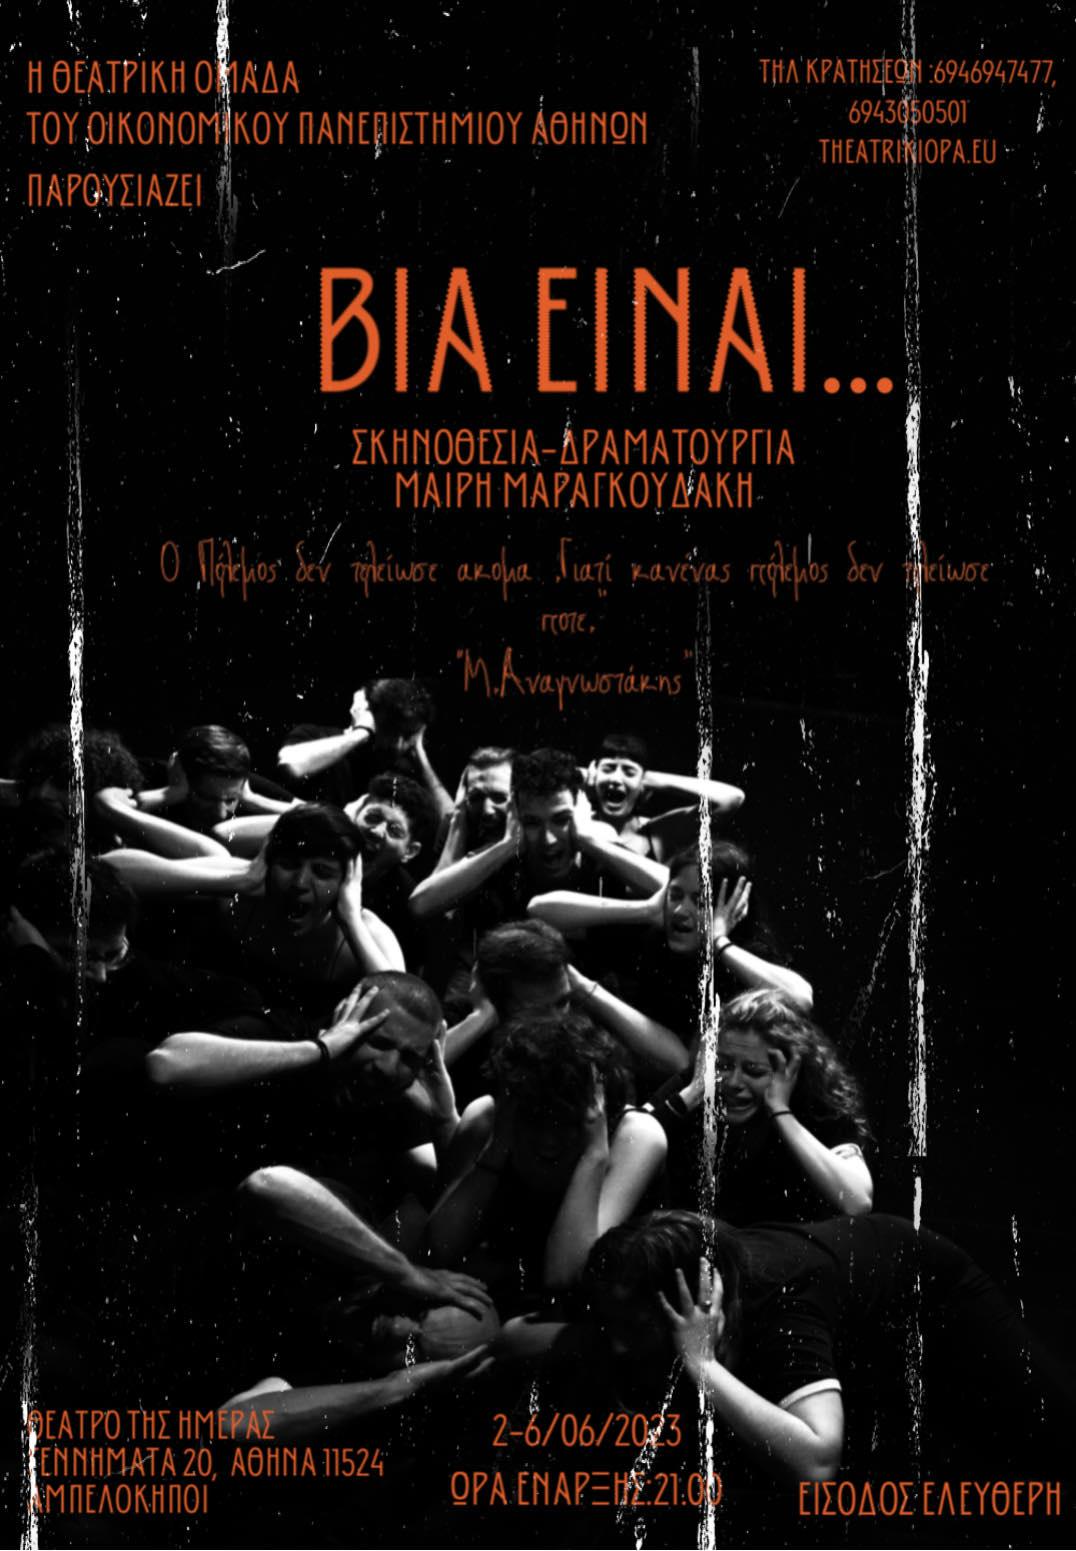 Η ΘΕΑΤΡΙΚΗ ΟΜΑΔΑ
ΤΟΥ ΟΙΚΟΝΟΜΙΚΟΥ ΠΑΝΕΠΙΣΤΗΜΙΟΥ ΑΘΗΝΩΝ
ΠΑΡΟΥΣΙΑΖΕΙ
ΤΗΛ ΚΡΑΤΗΣΕΩΝ :6946947477,
6943050501
THEATRIKIOPA.EU
ΒΙΑ ΕΙΝΑΙ...
ΣΚΗΝΟΘΕΣΙΑ-ΔΡΑΜΑΤΟΥΡΓΙΑ
ΜΑΙΡΗ ΜΑΡΑΓΚΟΥΔΑΚΗ
Ο Πόλεμος δεν τελείωσε ακομα .Γιατί κανένας πόλεμος δεν τελείωσε
ποτε."
"Μ.Αναγνωστάκης"
ΘΕΑΤΡΟ ΤΗΣ ΗΜΕΡΑΣ
ΓΕΝΝΗΜΑΤΑ 20, ΑΘΗΝΑ 11524
ΑΜΠΕΛΟΚΗΠΟΙ
2-6/06/2023
ΩΡΑ ΕΝΑΡΞΗΣ:21.00
ΕΙΣΟΔΟΣ ΕΛΕΥΘΕΡΗ